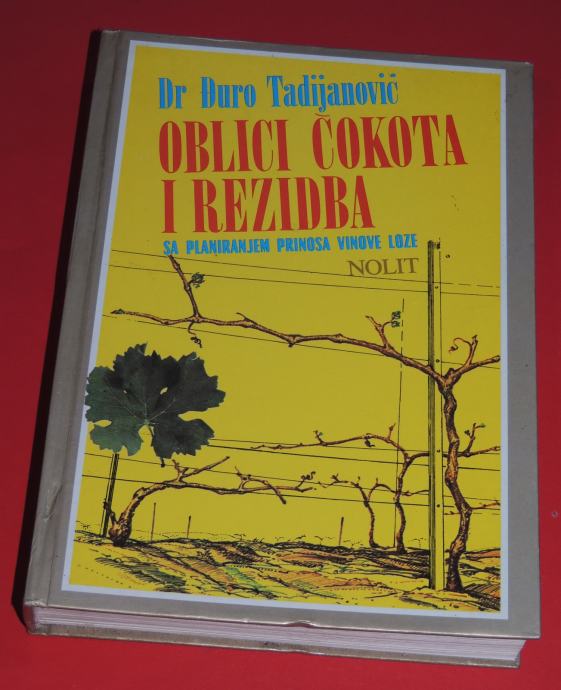 Dr Đuro Tadijanović
OBLICI ČOKOTA
I REZIDBA
SA PLANIRANJEM PRINOSA VINOVE LOZE
NOLIT